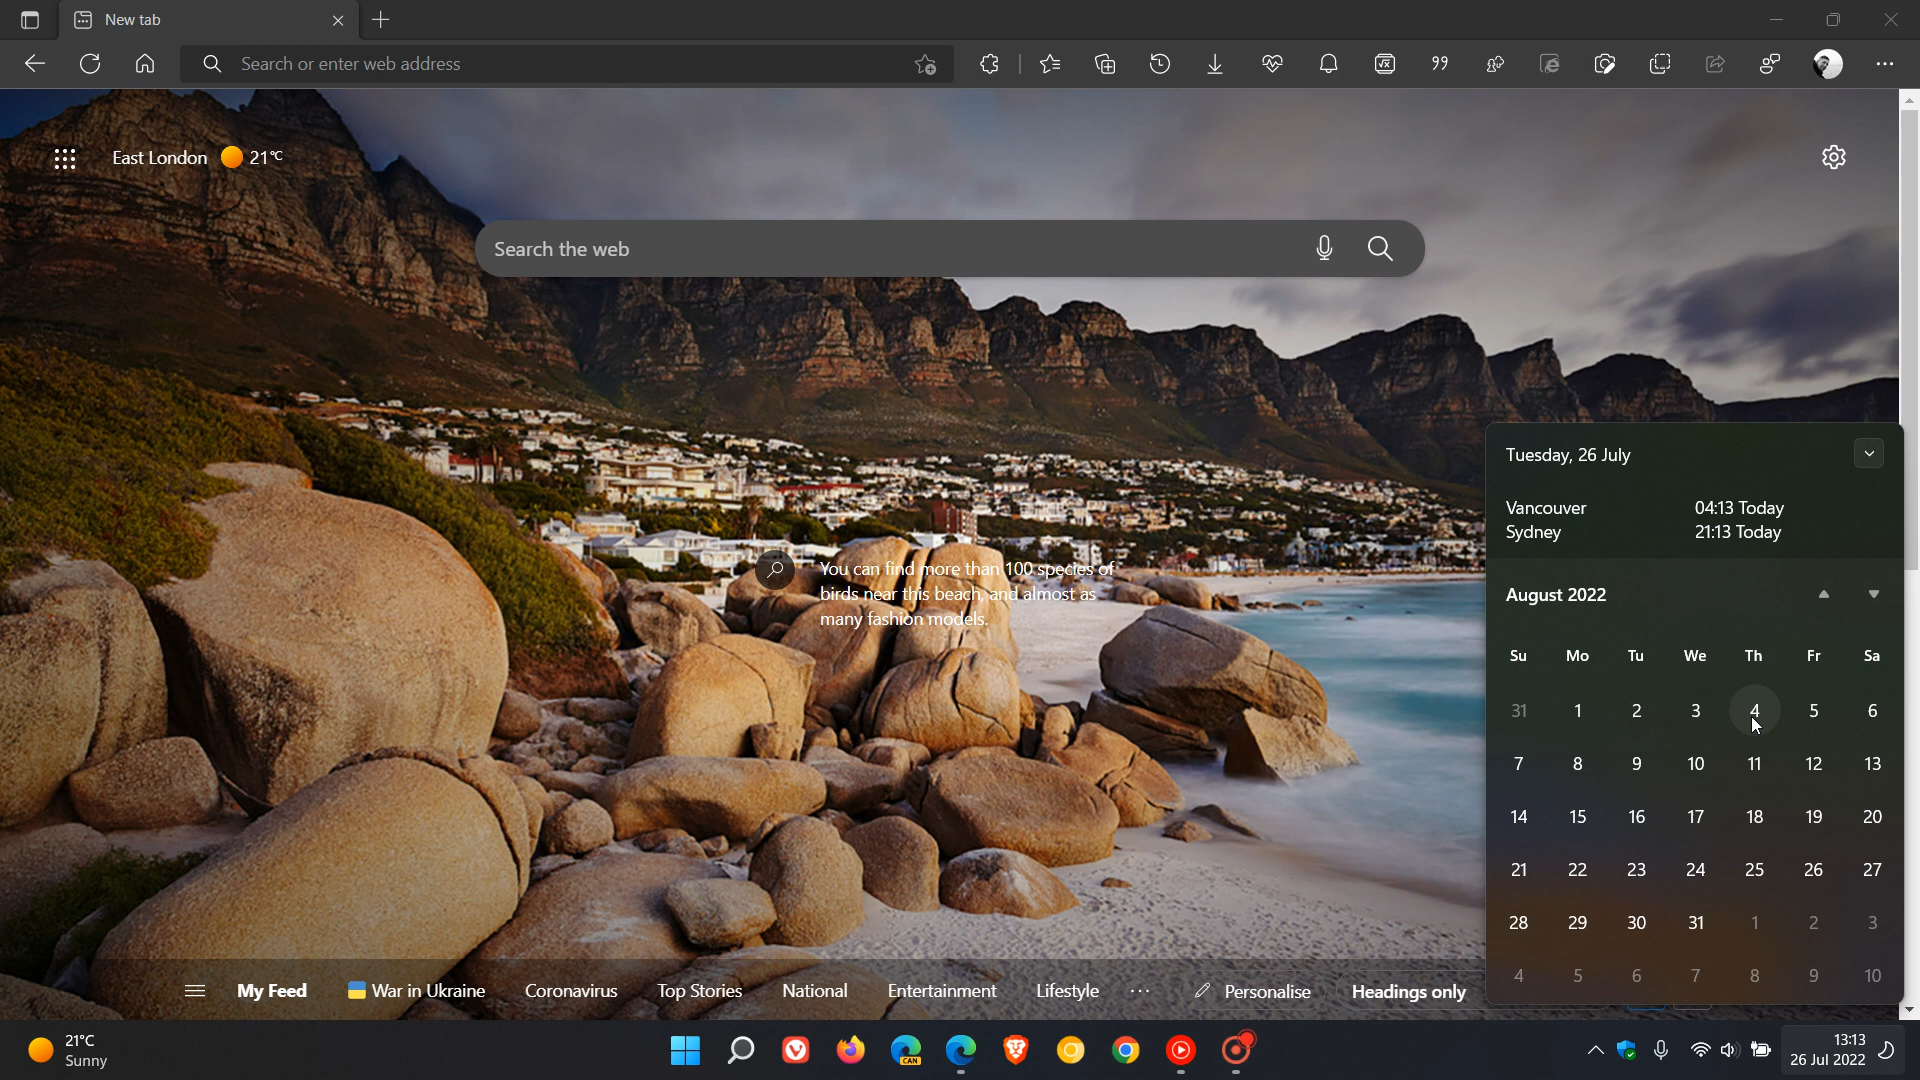 New tab
Search or enter web address
East London 21°C
Search the web
You can find more than 100 species of
birds near this beach, and almost as
many fashion models.
Tuesday, 26 July
Vancouver 04:13 Today
Sydney 21:13 Today
August 2022
Su Mo Tu We Th Fr Sa
31 1 2 3 4 5 6
7 8 9 10 11 12 13
14 15 16 17 18 19 20
21 22 23 24 25 26 27
28 29 30 31 1 2 3
4 5 6 7 8 9 10
My Feed War in Ukraine Coronavirus Top Stories National Entertainment Lifestyle ... Personalise Headings only
21°C
Sunny
CAN
13:13
26 Jul 2022